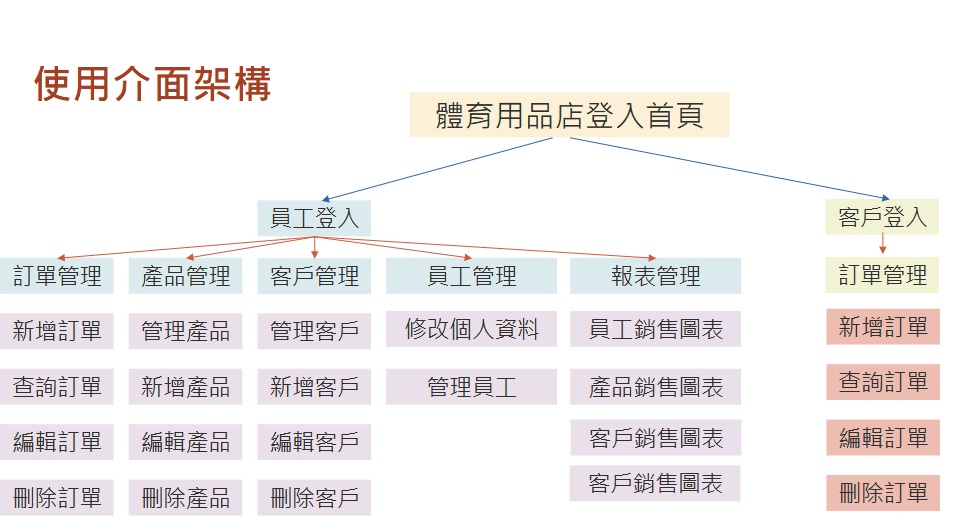 使用介面架構
體育用品店登入首頁
員工登入
客戶登入
訂單管理
產品管理
客戶管理
員工管理
報表管理
訂單管理
新增訂單
管理產品
管理客戶
修改個人資料
員工銷售圖表
新增訂單
查詢訂單
新增產品
新增客戶
管理員工
產品銷售圖表
查詢訂單
編輯訂單
編輯產品
編輯客戶
客戶銷售圖表
編輯訂單
刪除訂單
刪除產品
刪除客戶
客戶銷售圖表
刪除訂單